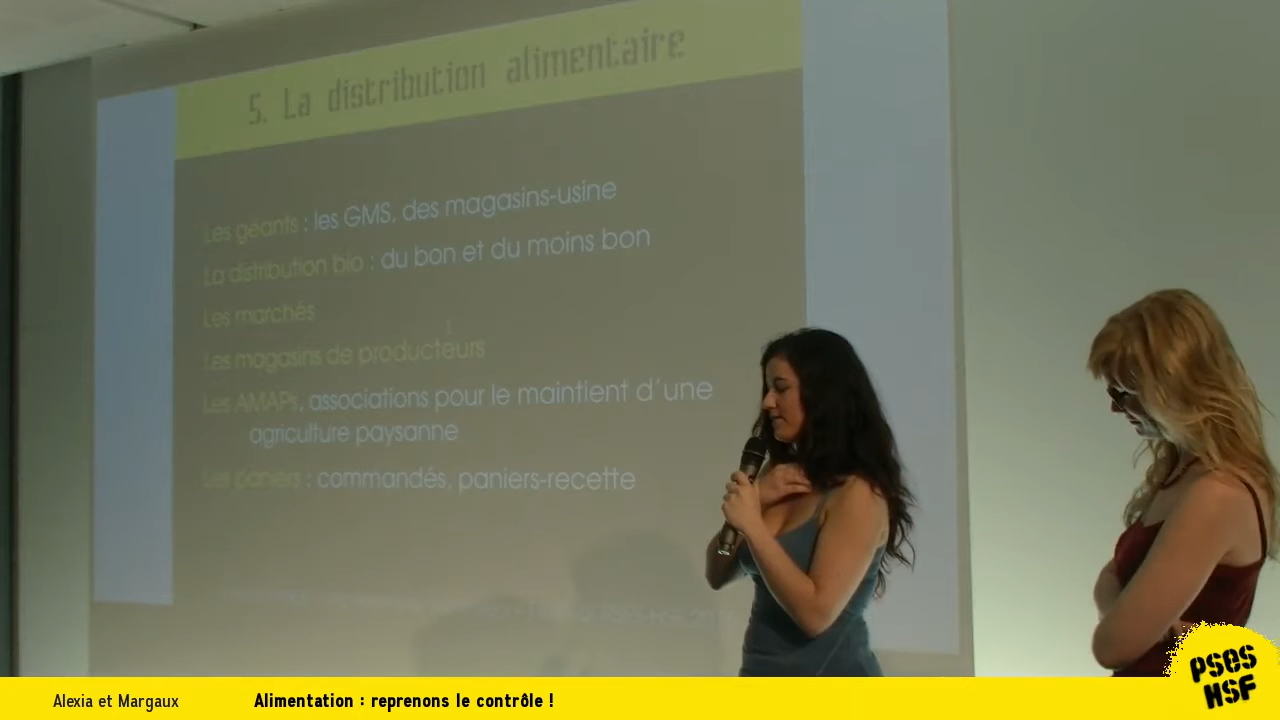 5. La distribution alimentaire
Les géants : les GMS, des magasins-usine
La distribution bio : du bon et du moins bon
Les marchés
Les magasins de producteurs
Les AMAPs, associations pour le maintient d'une
agriculture paysanne
Les paniers : commandés, paniers-recette
Alexia et Margaux
Alimentation : reprenons le contrôle !
PSES
HSF